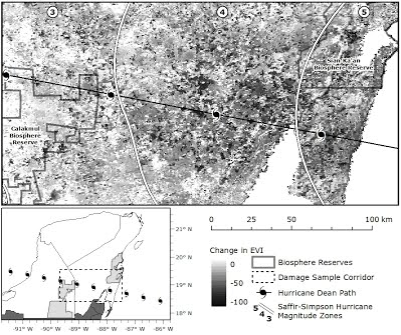 3
4
5
Sian Ka'an
Biosphere Reserve
Calakmul
Biosphere
Reserve
0 25 50 100 km
21° N
20° N
19° N
18° N
-91° W -90° W -89° W -88° W -87° W -86° W
Change in EVI
0
-50
-100
Biosphere Reserves
Damage Sample Corridor
Hurricane Dean Path
5 4 3 Saffir-Simpson Hurricane
Magnitude Zones